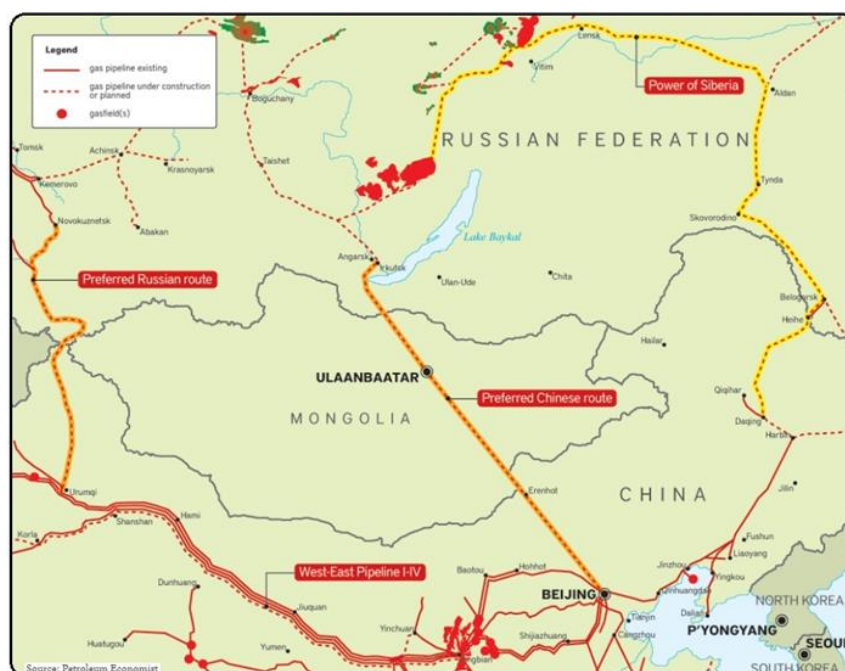 Legend
gas pipeline existing
gas pipeline under construction
or planned
gasfield(s)
Lensk
Vitim
Power of Siberia
Aldan
Boguchany
RUSSIAN FEDERATION
Tomsk
Achinsk
Krasnoyarsk
Taishet
Kemerovo
Tynda
Novokuznetsk
Abakan
Skovorodino
Lake Baykal
Angarsk
Irkutsk
Ulan-Ude
Chita
Preferred Russian route
Belogorsk
Heihe
Hailar
ULAANBAATAR
Preferred Chinese route
Qiqihar
MONGOLIA
Daqing
Harbin
Urumqi
Erenhot
CHINA
Jilin
Shanshan
Hami
Korla
Fushun
Liaoyang
West-East Pipeline I-IV
Baotou
Hohhot
Jinzhou
Yingkou
Dunhuang
Jiuquan
BEIJING
Qinhuangdao
NORTH KOREA
Dalian
Tianjin
P'YONGYANG
Huatugou
Yinchuan
Shijiazhuang
Cangzhou
Yumen
SEOUL
SOUTH KOREA
Source: Petroleum Economist